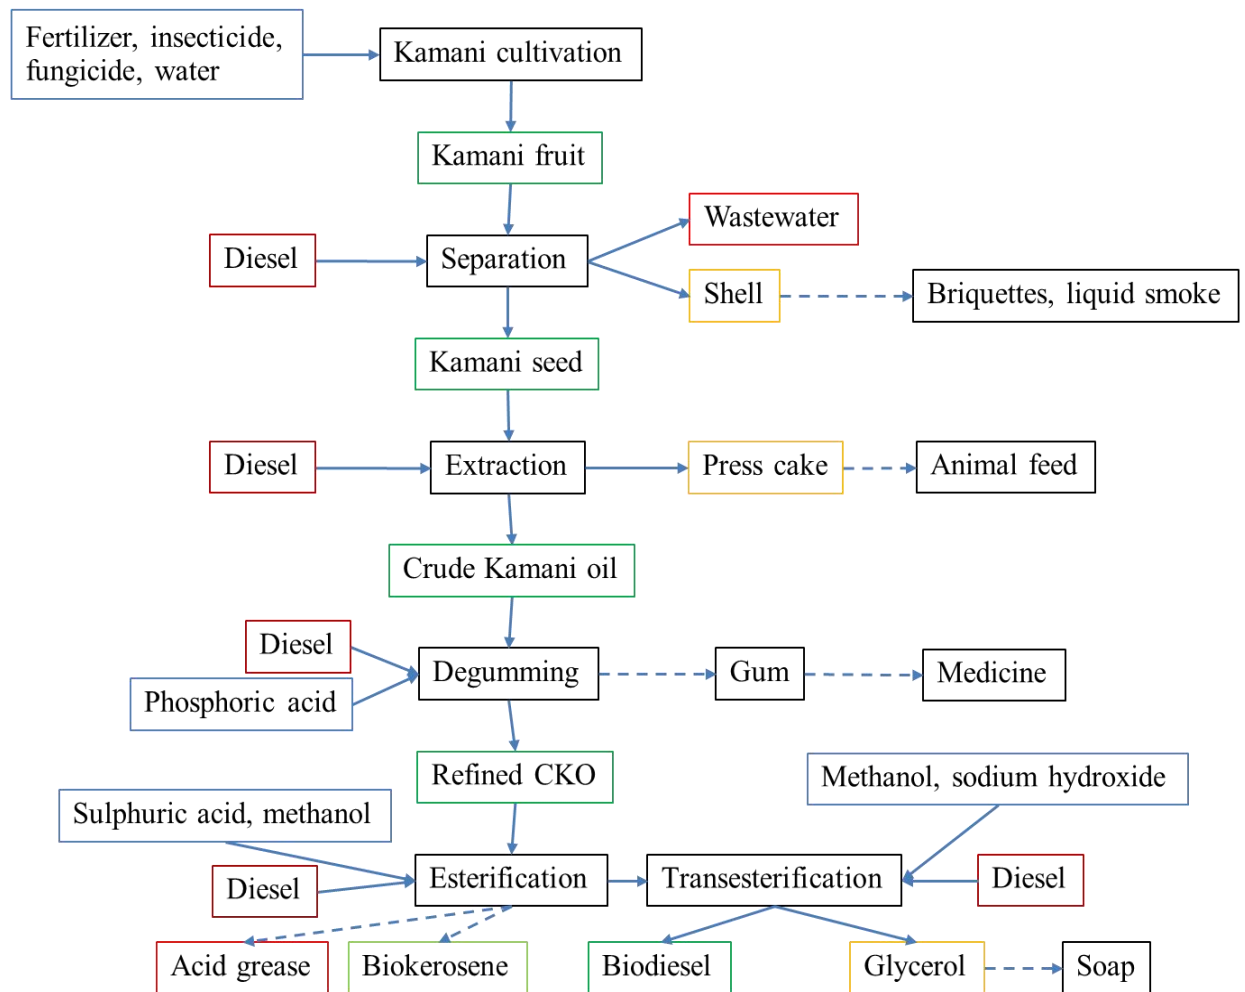 Fertilizer, insecticide,
fungicide, water
Kamani cultivation
Kamani fruit
Wastewater
Diesel
Separation
Shell
Briquettes, liquid smoke
Kamani seed
Diesel
Extraction
Press cake
Animal feed
Crude Kamani oil
Diesel
Degumming
Gum
Medicine
Phosphoric acid
Refined CKO
Methanol, sodium hydroxide
Sulphuric acid, methanol
Diesel
Esterification
Transesterification
Diesel
Acid grease
Biokerosene
Biodiesel
Glycerol
Soap